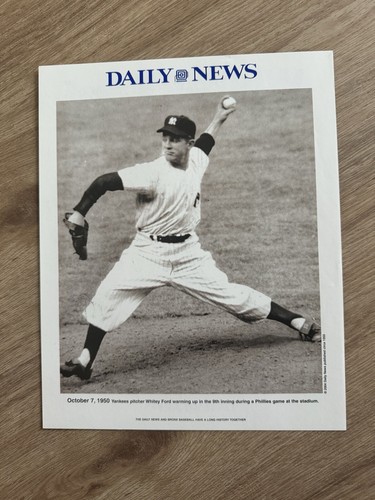 DAILY NEWS
October 7, 1950 Yankees pitcher Whitey Ford warming up in the 9th inning during a Phillies game at the stadium.
THE DAILY NEWS AND BRONX BASEBALL HAVE A LONG HISTORY TOGETHER